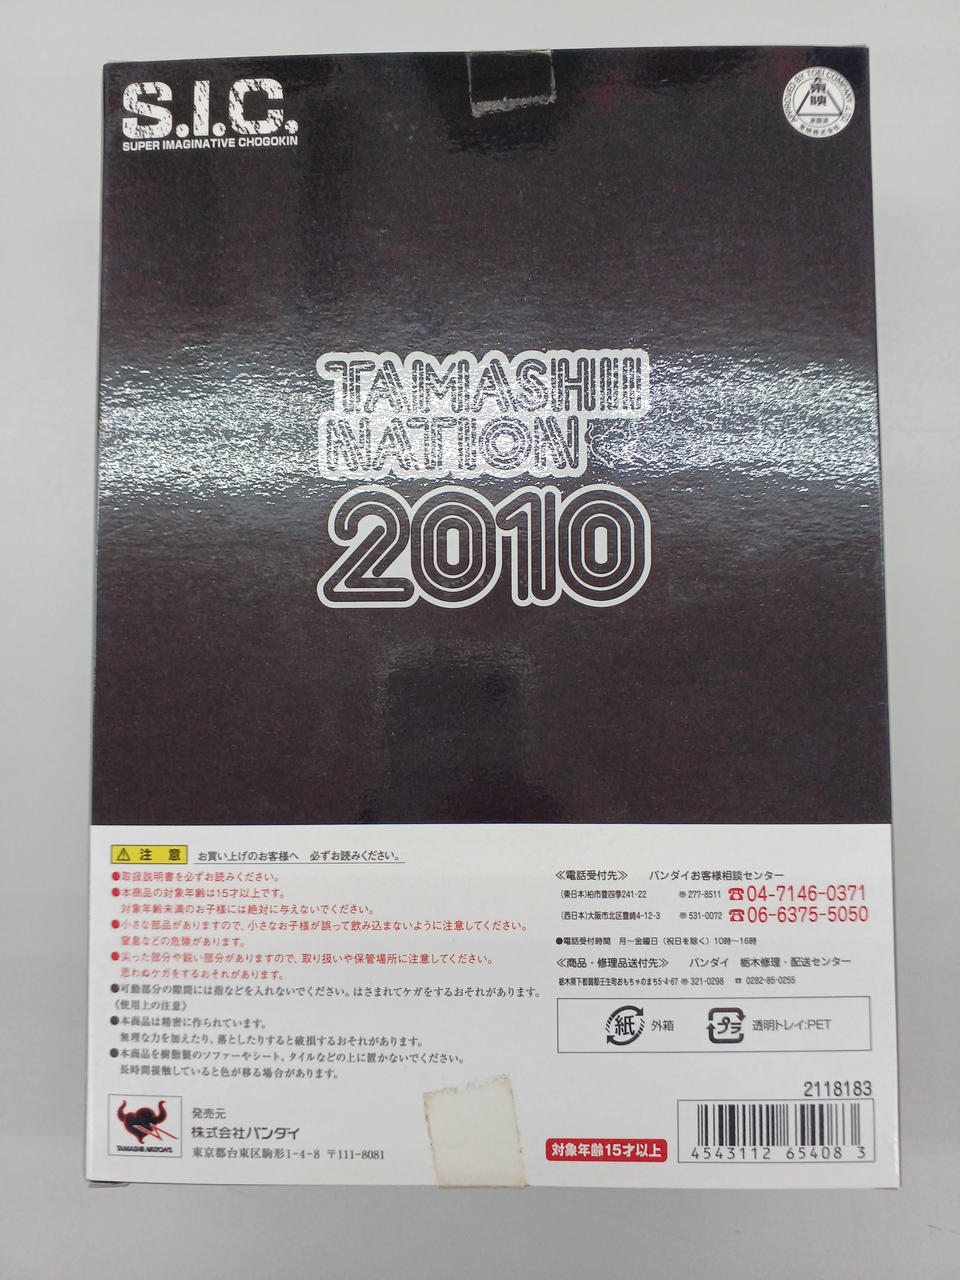 S.I.C.
SUPER IMAGINATIVE CHOGOKIN
APPROVED BY TOEI COMPANY, LTD.
東映
東映株式会社
TAMASHII
NATION
2010
注 意 お買い上げのお客様へ 必ずお読みください。
●取扱説明書を必ずお読みください。
●本商品の対象年齢は15才以上です。
対象年齢未満のお子様には絶対に与えないでください。
●小さな部品がありますので、小さなお子様が誤って飲み込まないように注意してください。
窒息などの危険があります。
●尖った部分や鋭い部分がありますので、取り扱いや保管場所に注意してください。
思わぬケガをするおそれがあります。
●可動部分の隙間には指などを入れないでください。はさまれてケガをするおそれがあります。
《使用上の注意》
●本商品は精密に作られています。
無理な力を加えたり、落としたりすると破損するおそれがあります。
●本商品を樹脂製のソファーやシート、タイルなどの上に置かないでください。
長時間接触していると色が移る場合があります。
≪電話受付先≫ バンダイお客様相談センター
(東日本)柏市豊四季241-22 〒277-8511 ☎04-7146-0371
(西日本)大阪市北区豊崎4-12-3 〒531-0072 ☎06-6375-5050
●電話受付時間 月〜金曜日(祝日を除く)10時〜16時
≪商品・修理品送付先≫ バンダイ 栃木修理・配送センター
栃木県下都賀郡壬生町おもちゃのまち5-4-67 〒321-0298 ☎ 0282-85-0255
紙 外箱
プラ 透明トレイ:PET
2118183
TAMASHII NATIONS
発売元
株式会社バンダイ
東京都台東区駒形1-4-8 〒111-8081
対象年齢15才以上
4543112 65408 3